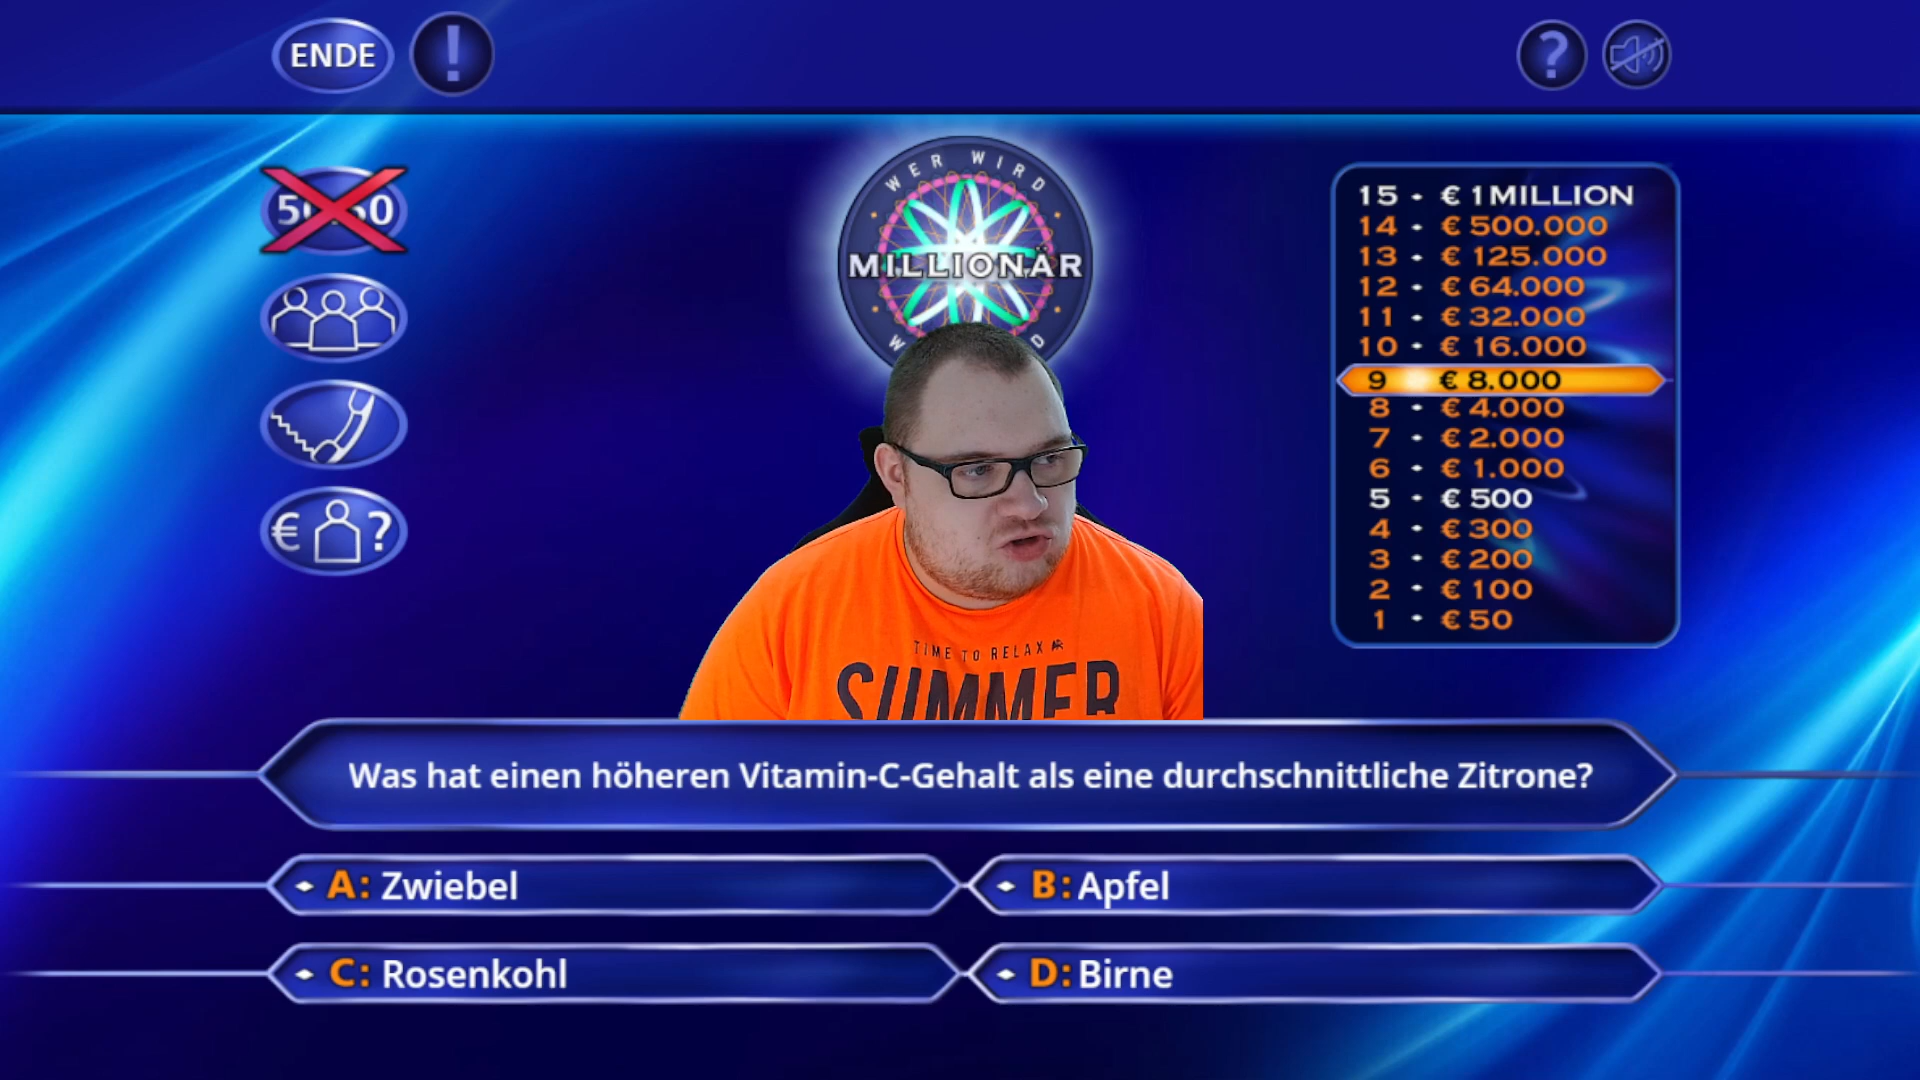 ENDE
!
?
50
WER WIRD
MILLIONÄR
€ ?
15 · € 1 MILLION
14 · € 500.000
13 · € 125.000
12 · € 64.000
11 · € 32.000
10 · € 16.000
9 € 8.000
8 · € 4.000
7 · € 2.000
6 · € 1.000
5 · € 500
4 · € 300
3 · € 200
2 · € 100
1 · € 50
TIME TO RELAX
SUMMER
Was hat einen höheren Vitamin-C-Gehalt als eine durchschnittliche Zitrone?
A: Zwiebel
B: Apfel
C: Rosenkohl
D: Birne